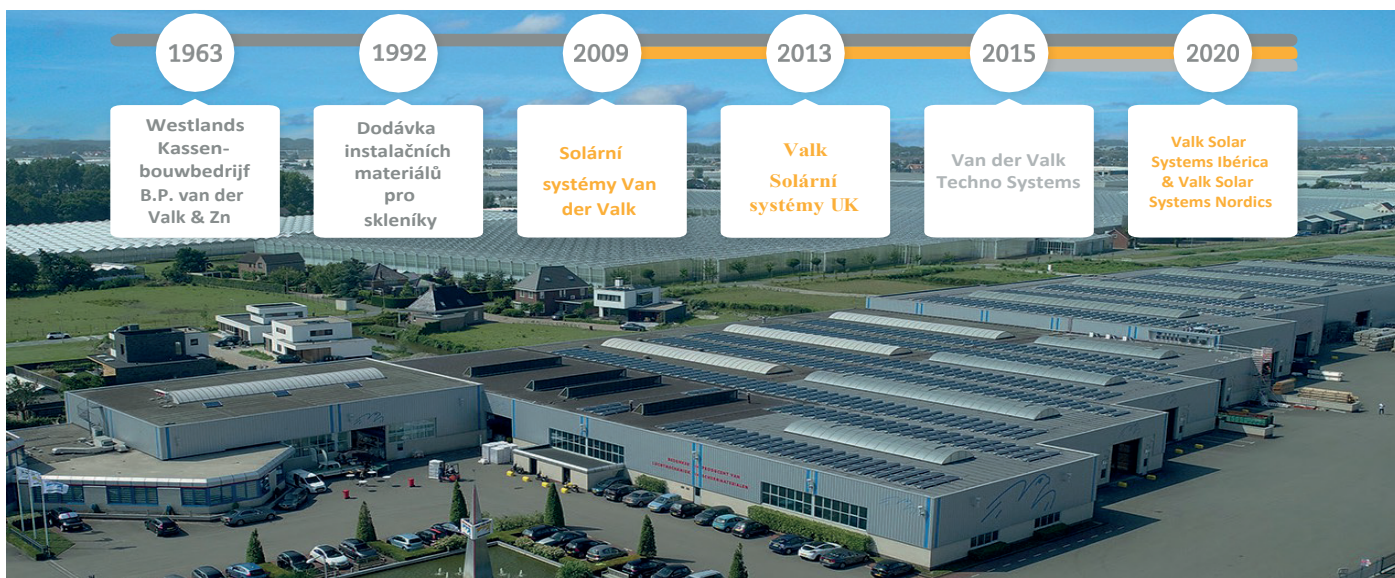 1963
1992
2009
2013
2015
2020
Westlands
Kassen-
bouwbedrijf
B.P. van der
Valk & Zn
Dodávka
instalačních
materiálů
pro
skleníky
Solární
systémy Van
der Valk
Valk
Solární
systémy UK
Van der Valk
Techno Systems
Valk Solar
Systems Ibérica
& Valk Solar
Systems Nordics